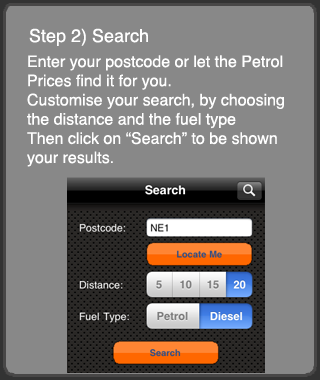 Step 2) Search
Enter your postcode or let the Petrol
Prices find it for you.
Customise your search, by choosing
the distance and the fuel type
Then click on “Search” to be shown
your results.
Search
Postcode: NE1
Locate Me
Distance: 5 10 15 20
Fuel Type: Petrol Diesel
Search